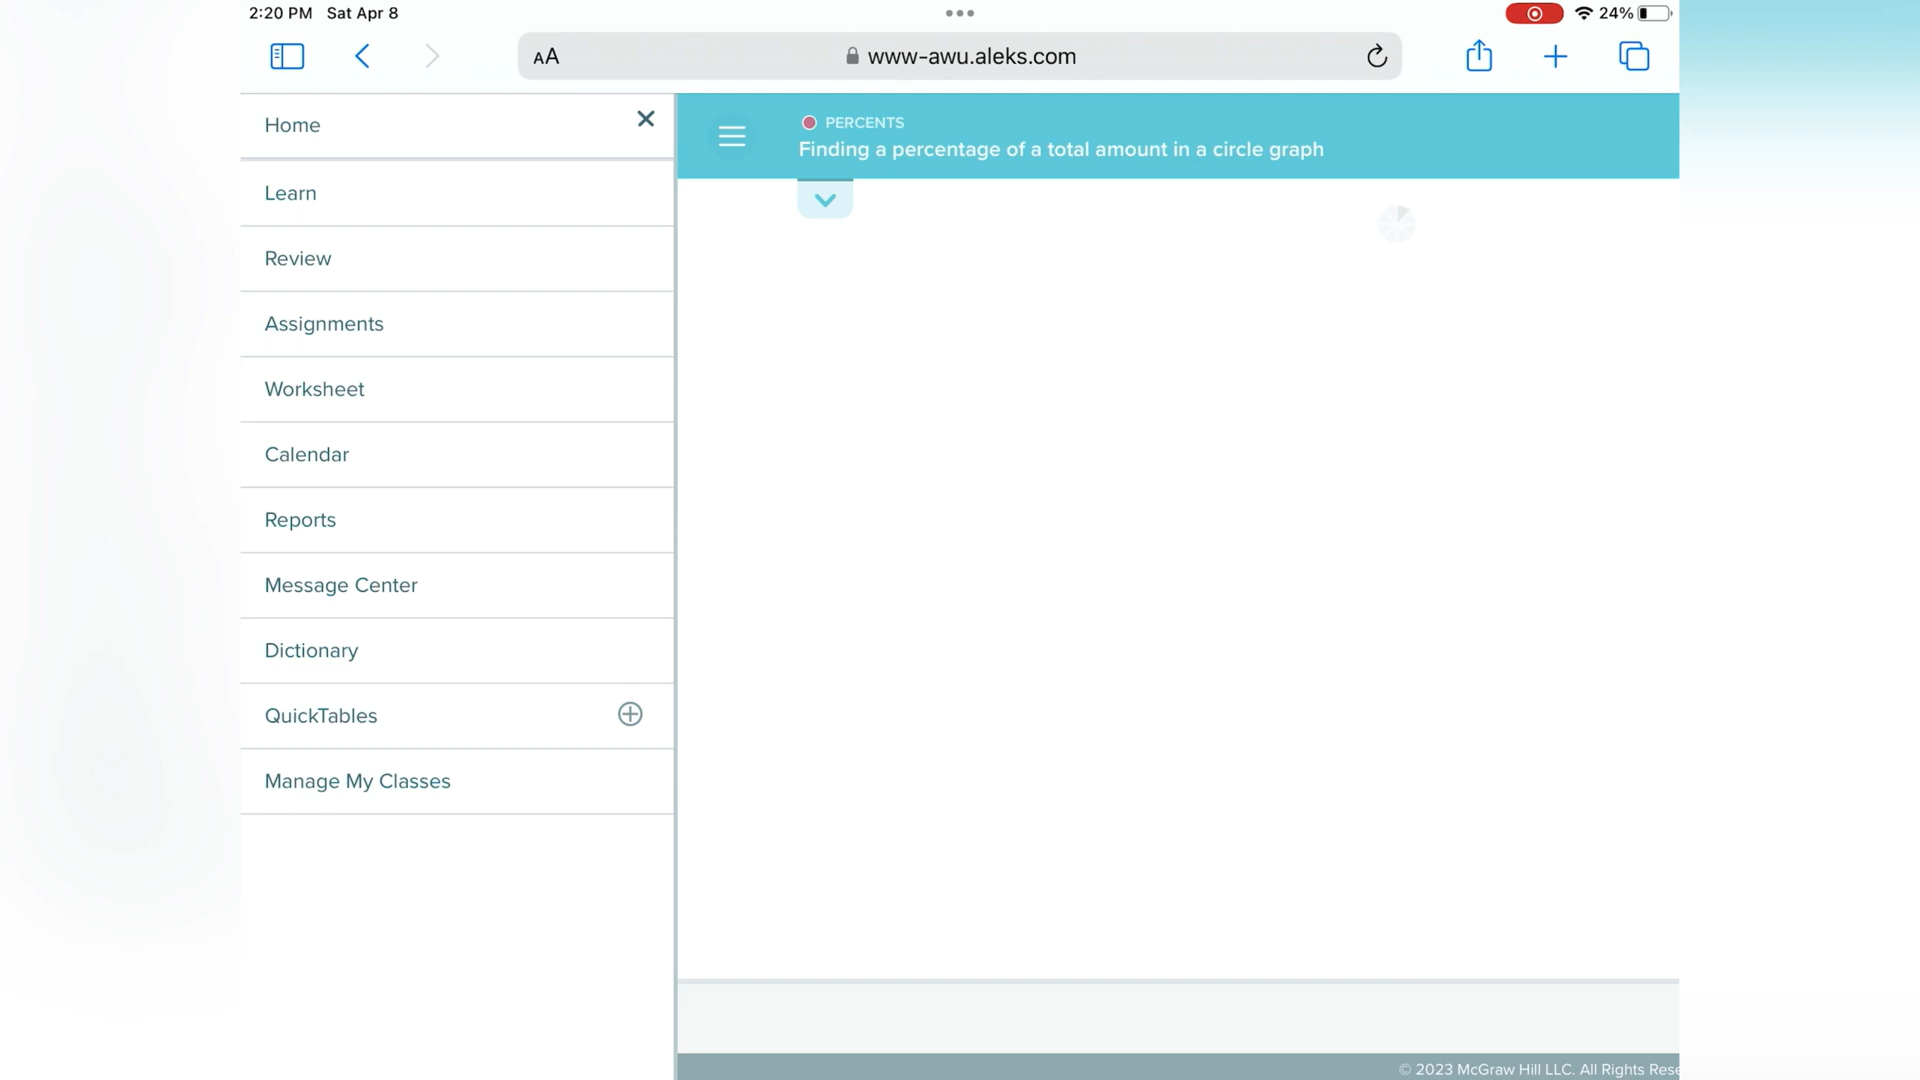 2:20 PM Sat Apr 8
24%
AA
www-awu.aleks.com
Home
PERCENTS
Finding a percentage of a total amount in a circle graph
Learn
Review
Assignments
Worksheet
Calendar
Reports
Message Center
Dictionary
QuickTables
Manage My Classes
© 2023 McGraw Hill LLC. All Rights Rese